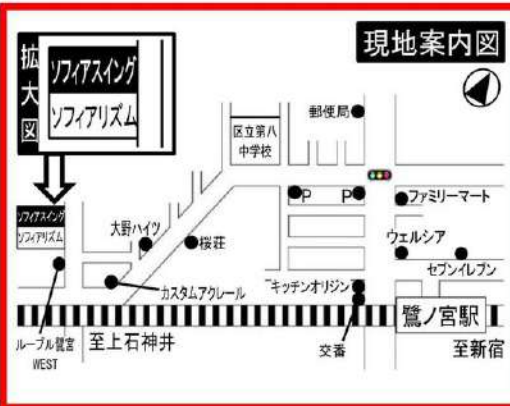 現地案内図
拡大図
ソフィアスイング
ソフィアリズム
郵便局
区立第八
中学校
P
P
ファミリーマート
ソフィアスイング
ソフィアリズム
大野ハイツ
桜荘
ウェルシア
セブンイレブン
カスタムアクレール
キッチンオリジン
鷺ノ宮駅
ルーブル鷺宮
WEST
至上石神井
交番
至新宿